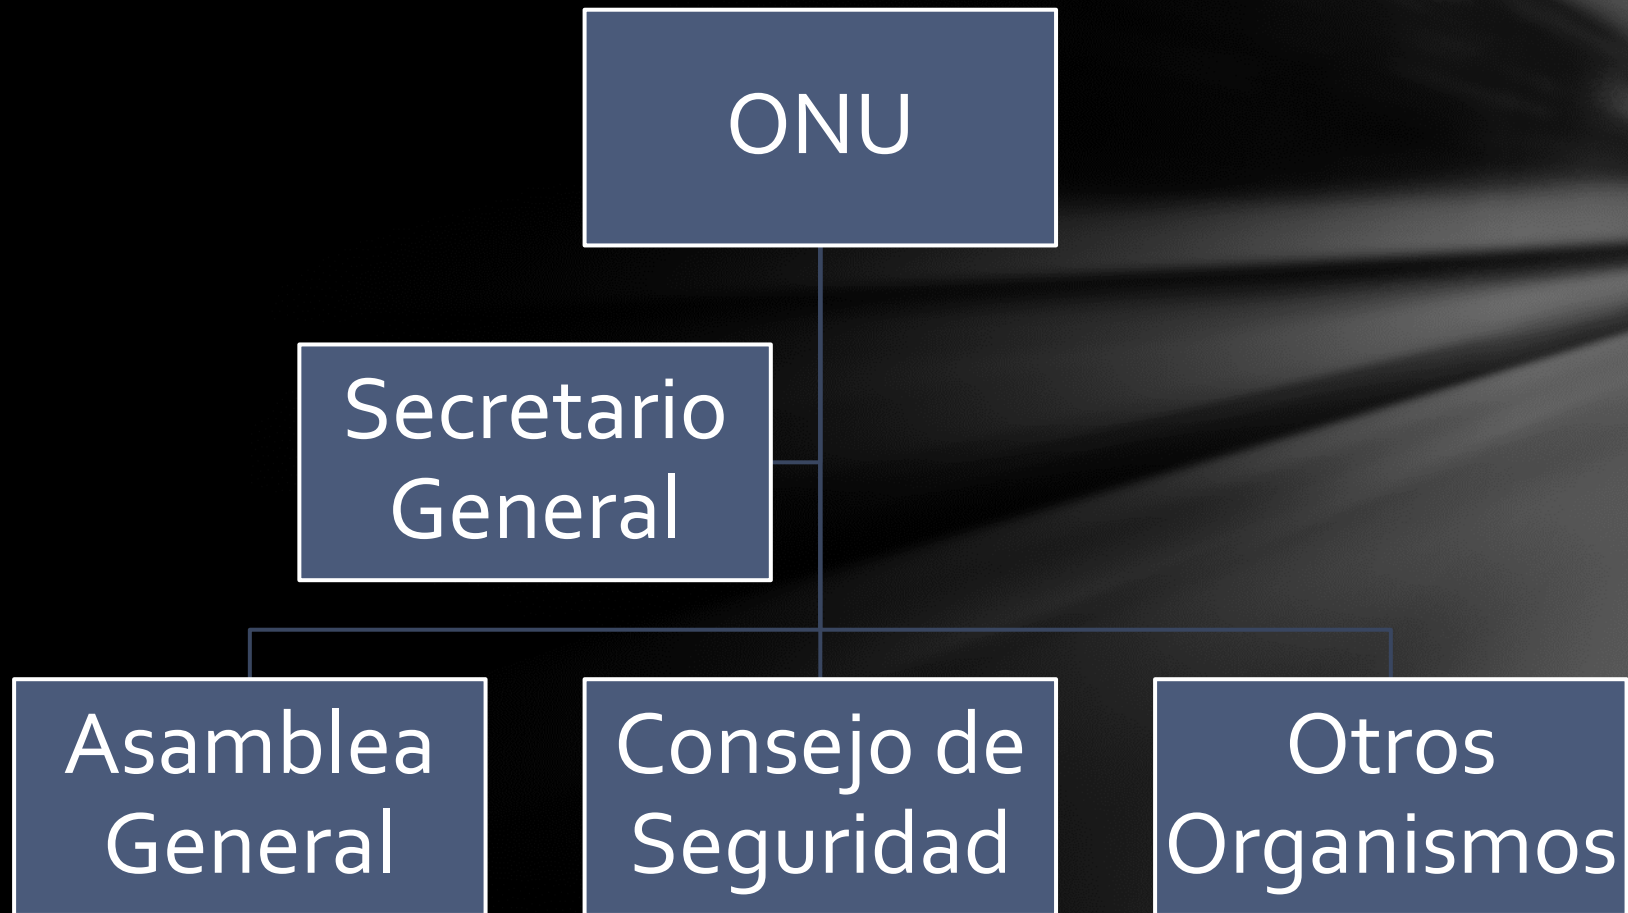 ONU
Secretario
General
Asamblea
General
Consejo de
Seguridad
Otros
Organismos